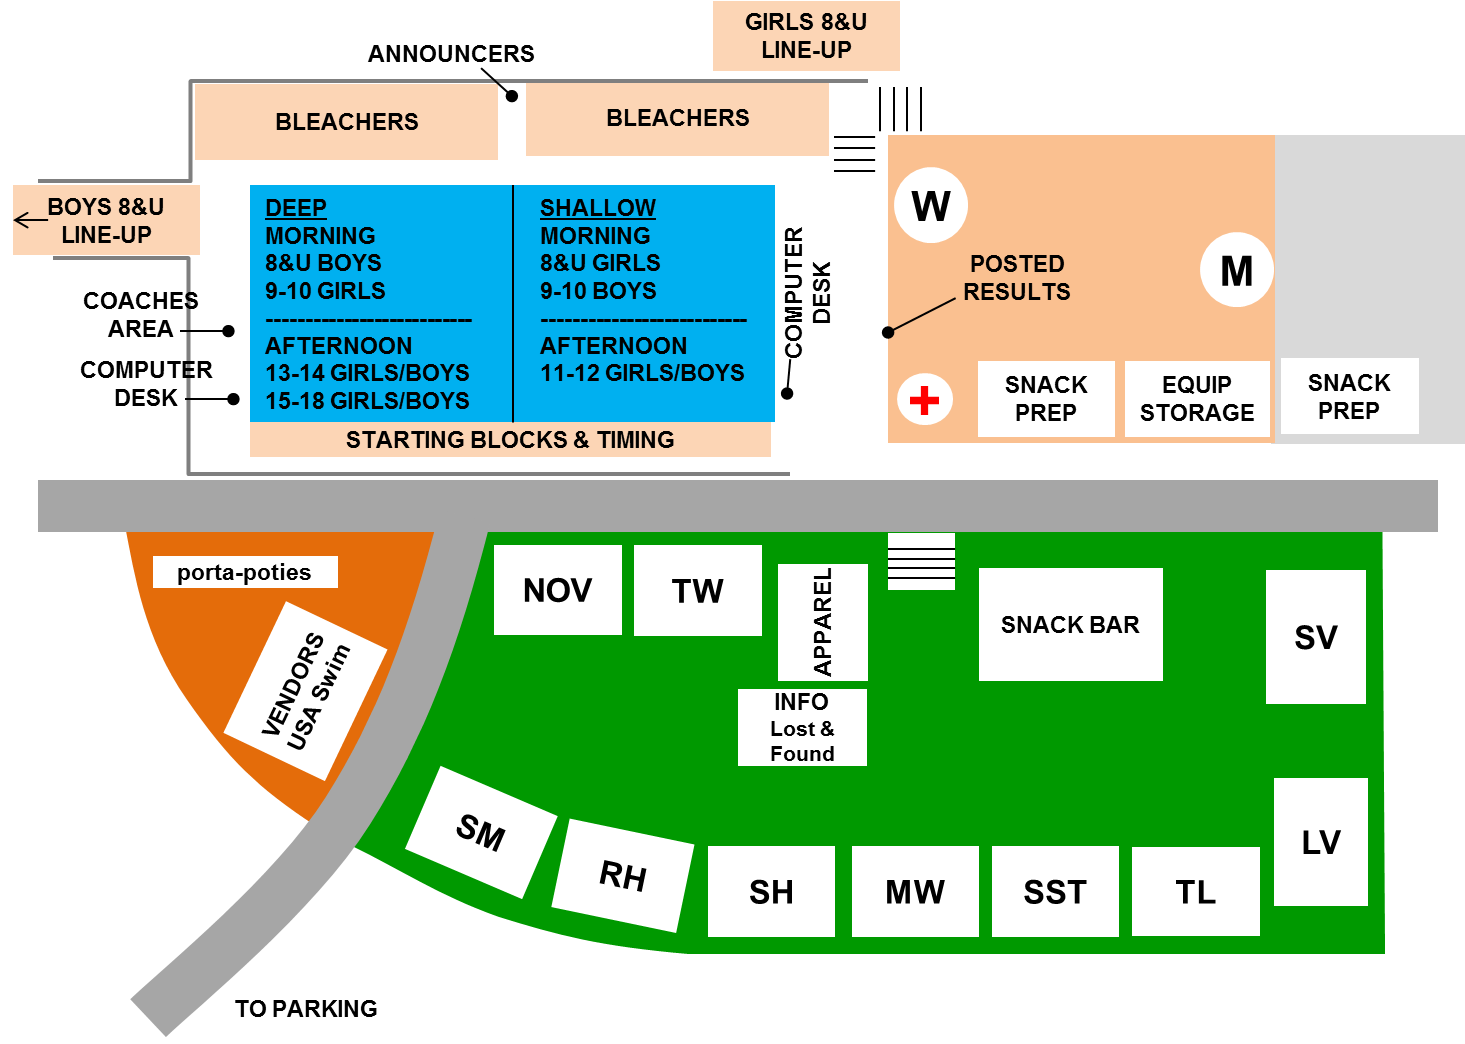 GIRLS 8&U
LINE-UP
ANNOUNCERS
BLEACHERS
BLEACHERS
BOYS 8&U
LINE-UP
DEEP
MORNING
8&U BOYS
9-10 GIRLS
--------------------------
AFTERNOON
13-14 GIRLS/BOYS
15-18 GIRLS/BOYS
SHALLOW
MORNING
8&U GIRLS
9-10 BOYS
--------------------------
AFTERNOON
11-12 GIRLS/BOYS
COACHES
AREA
COMPUTER
DESK
COMPUTER
DESK
STARTING BLOCKS & TIMING
W
M
POSTED
RESULTS
SNACK
PREP
EQUIP
STORAGE
SNACK
PREP
porta-poties
VENDORS
USA Swim
NOV
TW
APPAREL
INFO
Lost &
Found
SNACK BAR
SV
LV
SM
RH
SH
MW
SST
TL
TO PARKING